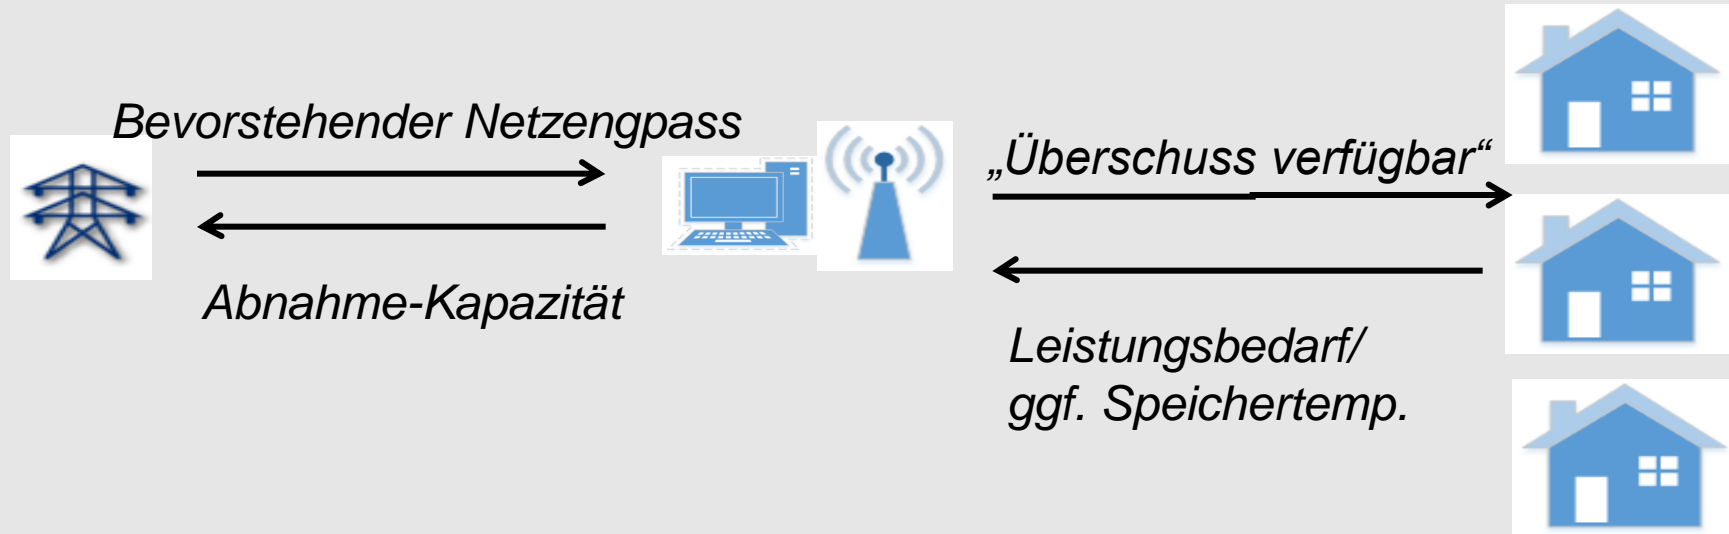 Bevorstehender Netzengpass
„Überschuss verfügbar“
Abnahme-Kapazität
Leistungsbedarf/
ggf. Speichertemp.